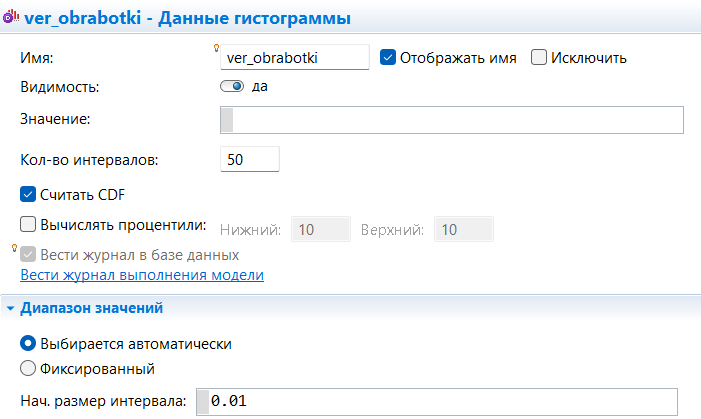 ver_obrabotki - Данные гистограммы
Имя: ver_obrabotki Отображать имя Исключить
Видимость: да
Значение:
Кол-во интервалов: 50
Считать CDF
Вычислять процентили: Нижний: 10 Верхний: 10
Вести журнал в базе данных
Вести журнал выполнения модели
Диапазон значений
Выбирается автоматически
Фиксированный
Нач. размер интервала: 0.01